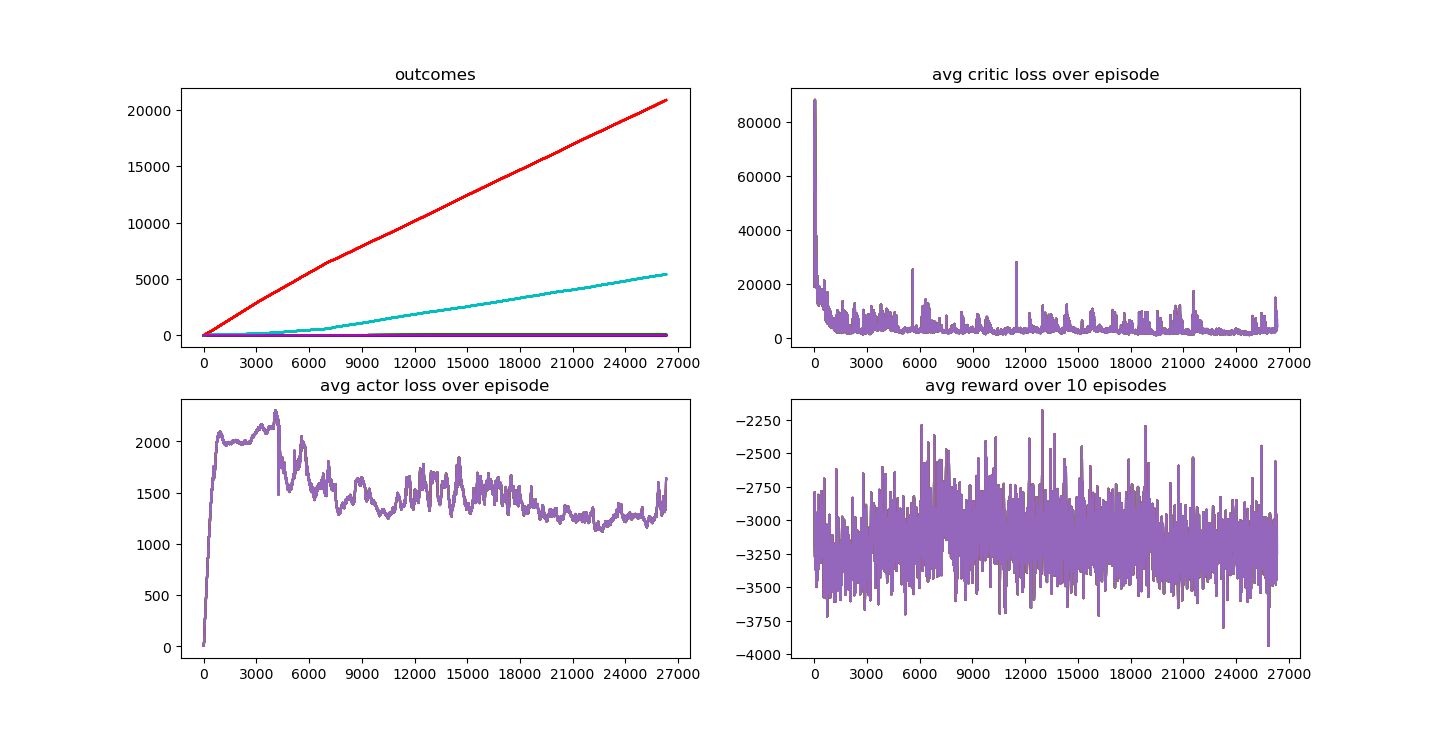 outcomes
20000
15000
10000
5000
0
0 3000 6000 9000 12000 15000 18000 21000 24000 27000
avg critic loss over episode
80000
60000
40000
20000
0
0 3000 6000 9000 12000 15000 18000 21000 24000 27000
avg actor loss over episode
2000
1500
1000
500
0
0 3000 6000 9000 12000 15000 18000 21000 24000 27000
avg reward over 10 episodes
−2250
−2500
−2750
−3000
−3250
−3500
−3750
−4000
0 3000 6000 9000 12000 15000 18000 21000 24000 27000